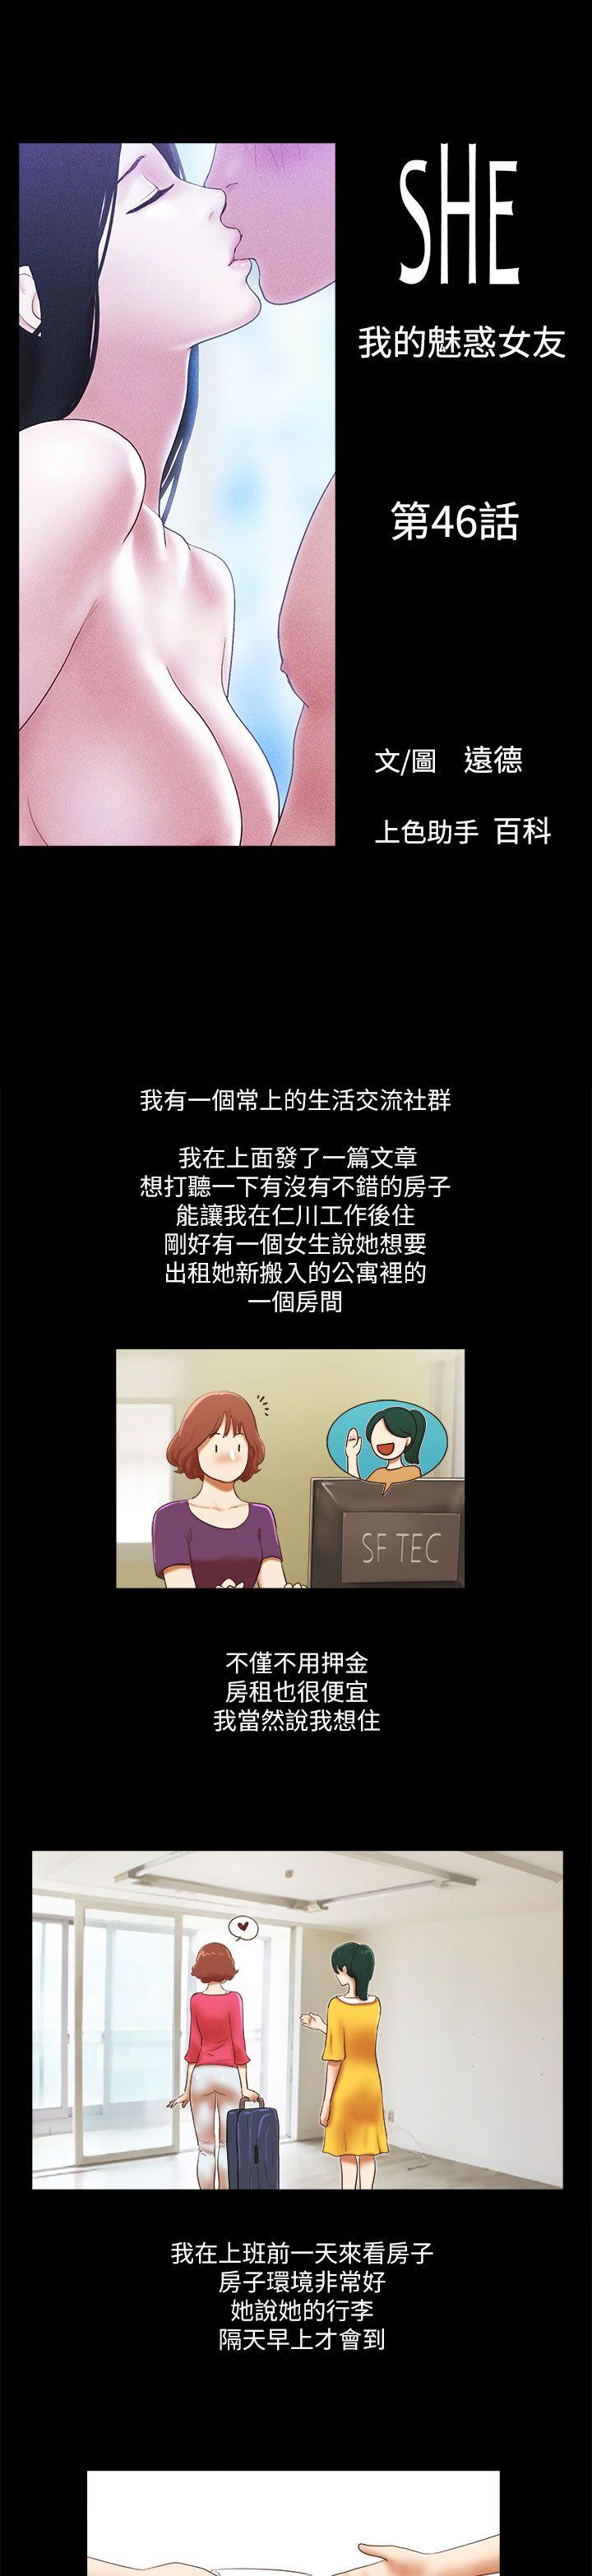 SHE
我的魅惑女友
第46話
文/圖 遠德
上色助手 百科
我有一個常上的生活交流社群
我在上面發了一篇文章
想打聽一下有沒有不錯的房子
能讓我在仁川工作後住
剛好有一個女生說她想要
出租她新搬入的公寓裡的
一個房間
SF TEC
不僅不用押金
房租也很便宜
我當然說我想住
我在上班前一天來看房子
房子環境非常好
她說她的行李
隔天早上才會到